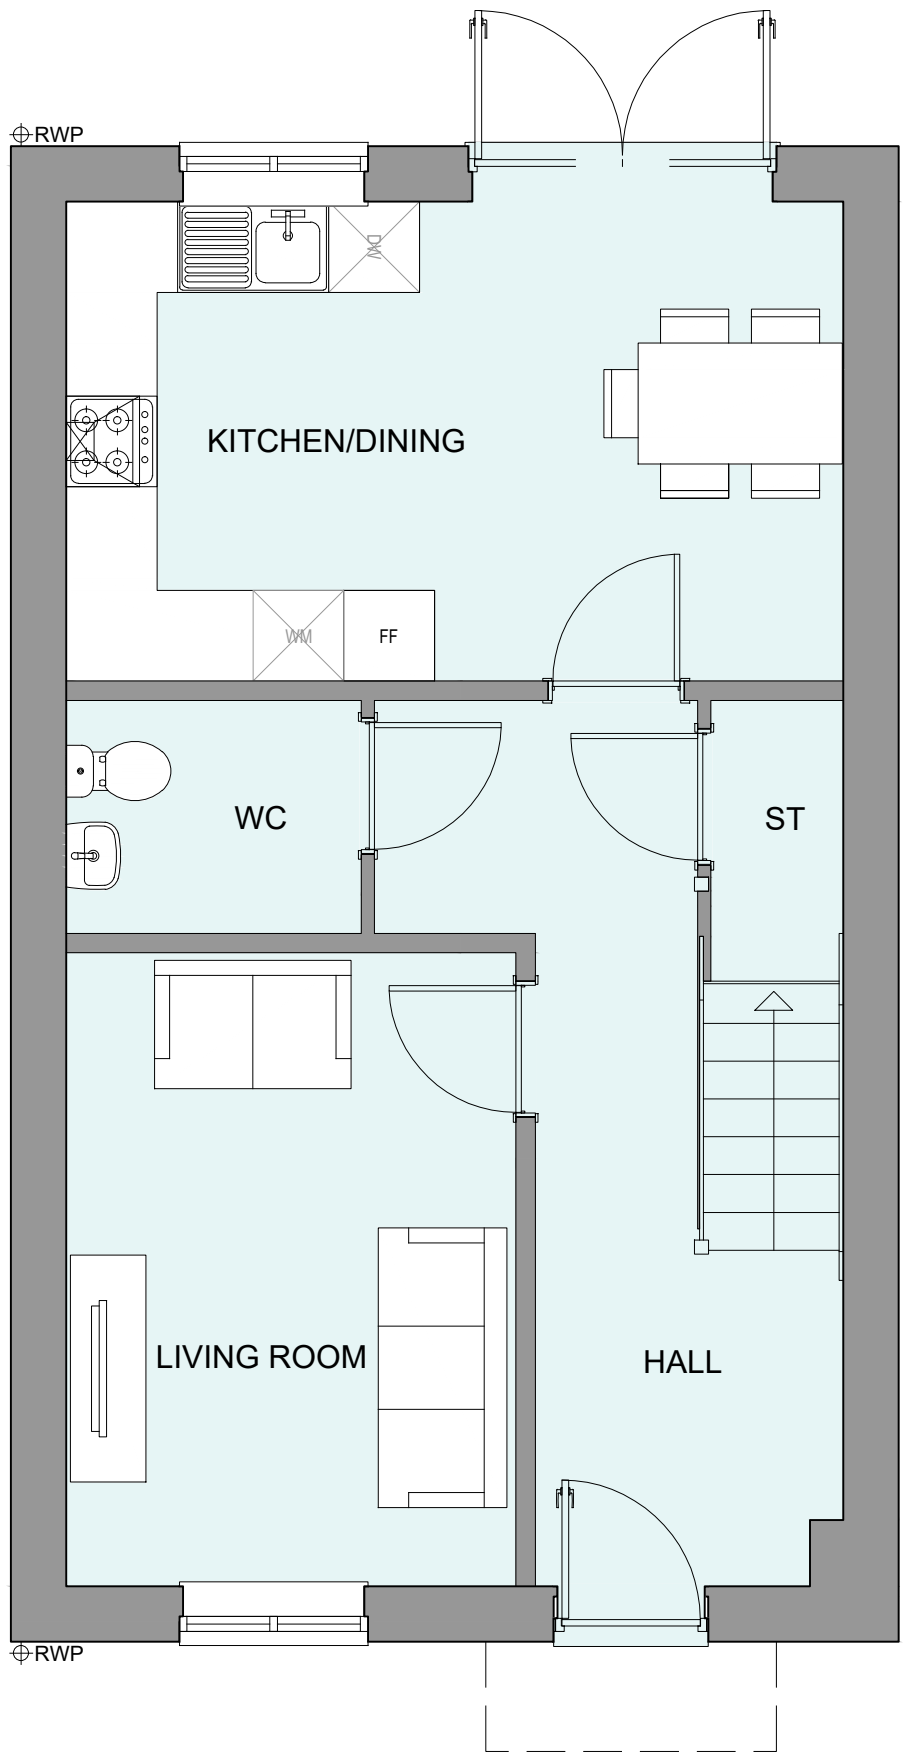 RWP
DW
KITCHEN/DINING
WM
FF
WC
ST
LIVING ROOM
HALL
RWP